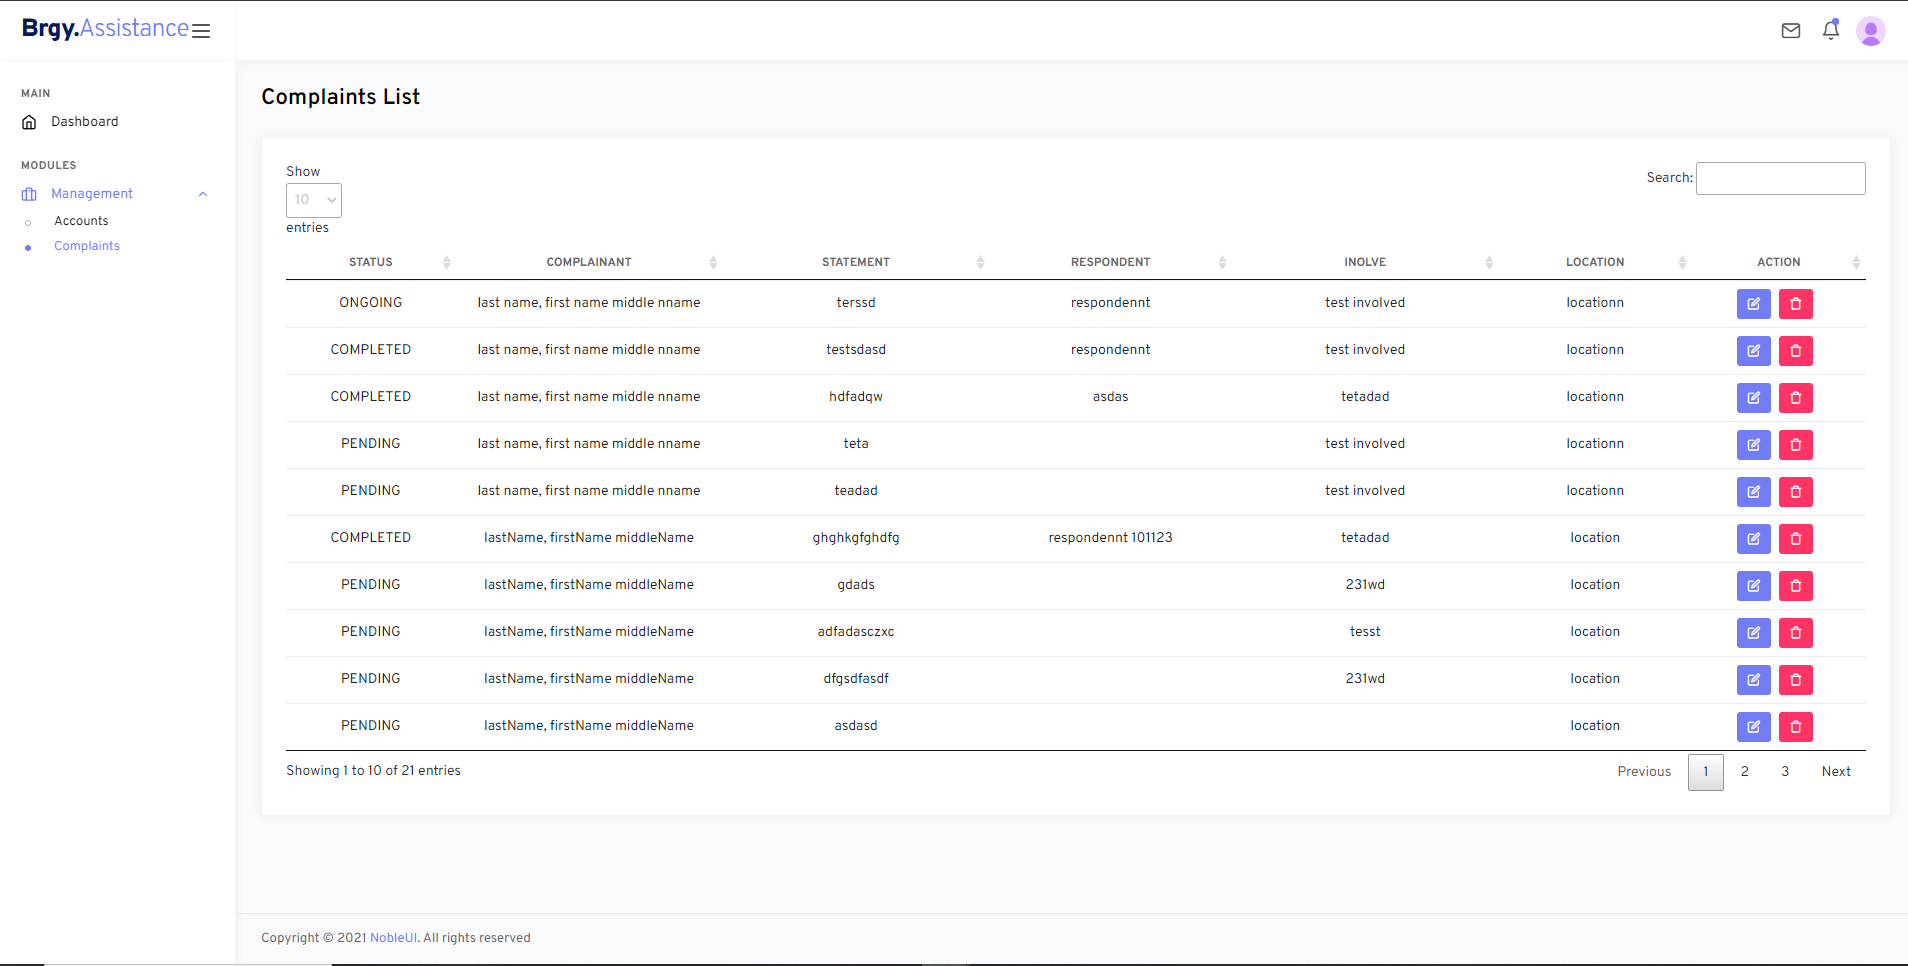 Brgy.Assistance
MAIN
Dashboard
MODULES
Management
Accounts
Complaints
Complaints List
Show
10
entries
Search:
STATUS COMPLAINANT STATEMENT RESPONDENT INOLVE LOCATION ACTION
ONGOING last name, first name middle nname terssd respondennt test involved locationn
COMPLETED last name, first name middle nname testsdasd respondennt test involved locationn
COMPLETED last name, first name middle nname hdfadqw asdas tetadad locationn
PENDING last name, first name middle nname teta test involved locationn
PENDING last name, first name middle nname teadad test involved locationn
COMPLETED lastName, firstName middleName ghghkgfghdfg respondennt 101123 tetadad location
PENDING lastName, firstName middleName gdads 231wd location
PENDING lastName, firstName middleName adfadasczxc tesst location
PENDING lastName, firstName middleName dfgsdfasdf 231wd location
PENDING lastName, firstName middleName asdasd location
Showing 1 to 10 of 21 entries
Previous 1 2 3 Next
Copyright © 2021 NobleUI. All rights reserved